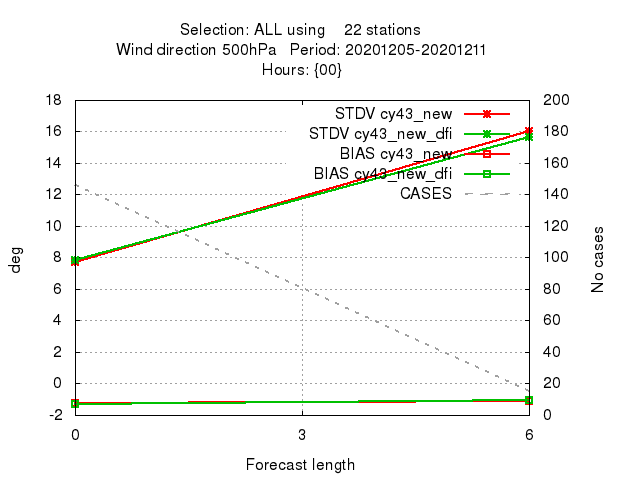 Selection: ALL using 22 stations
Wind direction 500hPa Period: 20201205-20201211
Hours: {00}
18 200
16 180
14 160
12 140
10 120
8 100
6 80
4 60
2 40
0 20
-2 0
STDV cy43_new
STDV cy43_new_dfi
BIAS cy43_new
BIAS cy43_new_dfi
CASES
deg
No cases
0 3 6
Forecast length